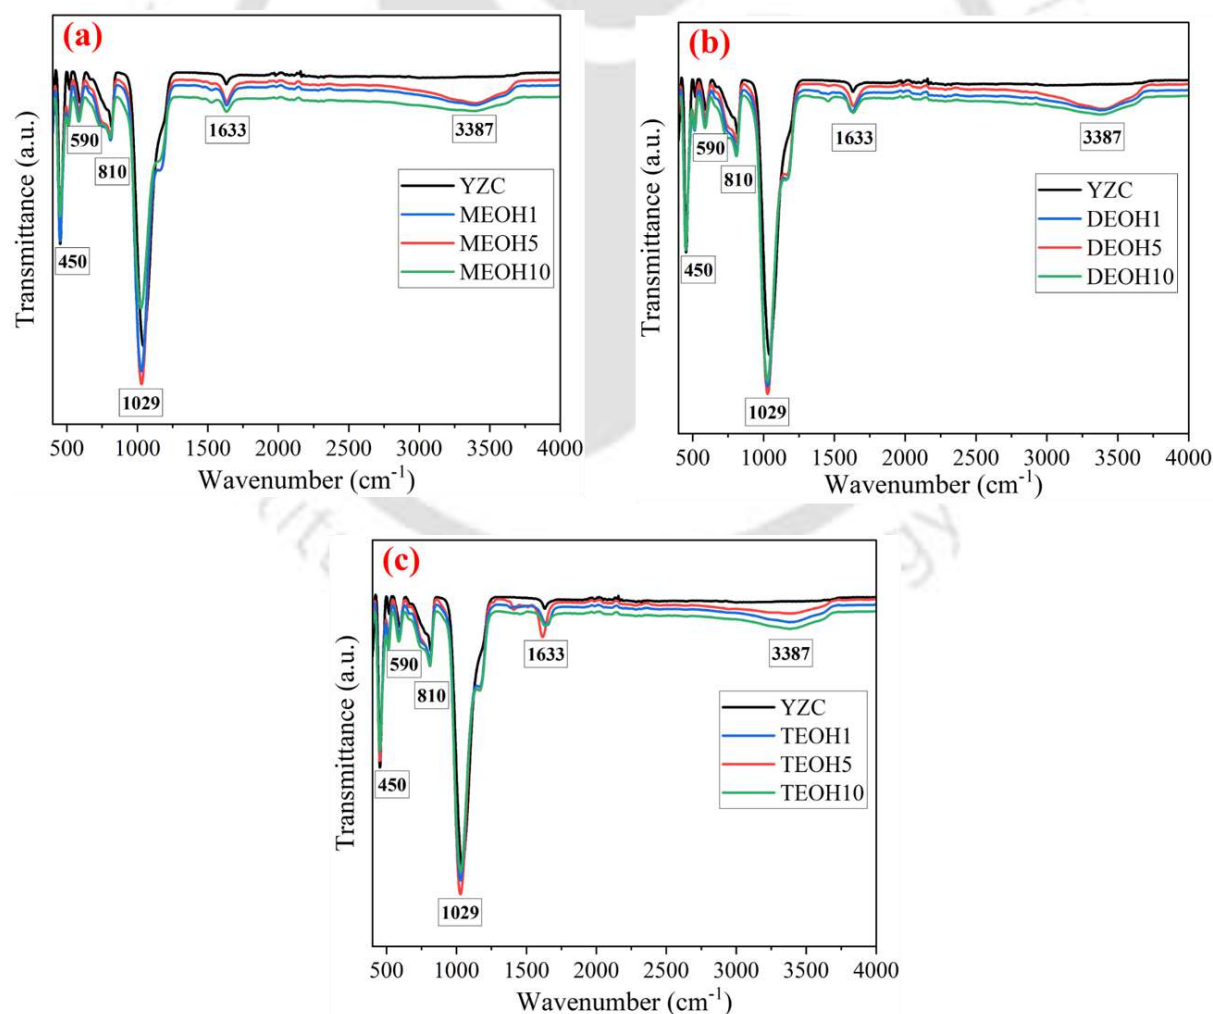 (a)
590
810
450
1029
1633
3387
YZC
MEOH1
MEOH5
MEOH10
Transmittance (a.u.)
500 1000 1500 2000 2500 3000 3500 4000
Wavenumber (cm⁻¹)
(b)
590
810
450
1029
1633
3387
YZC
DEOH1
DEOH5
DEOH10
Transmittance (a.u.)
500 1000 1500 2000 2500 3000 3500 4000
Wavenumber (cm⁻¹)
(c)
590
810
450
1029
1633
3387
YZC
TEOH1
TEOH5
TEOH10
Transmittance (a.u.)
500 1000 1500 2000 2500 3000 3500 4000
Wavenumber (cm⁻¹)